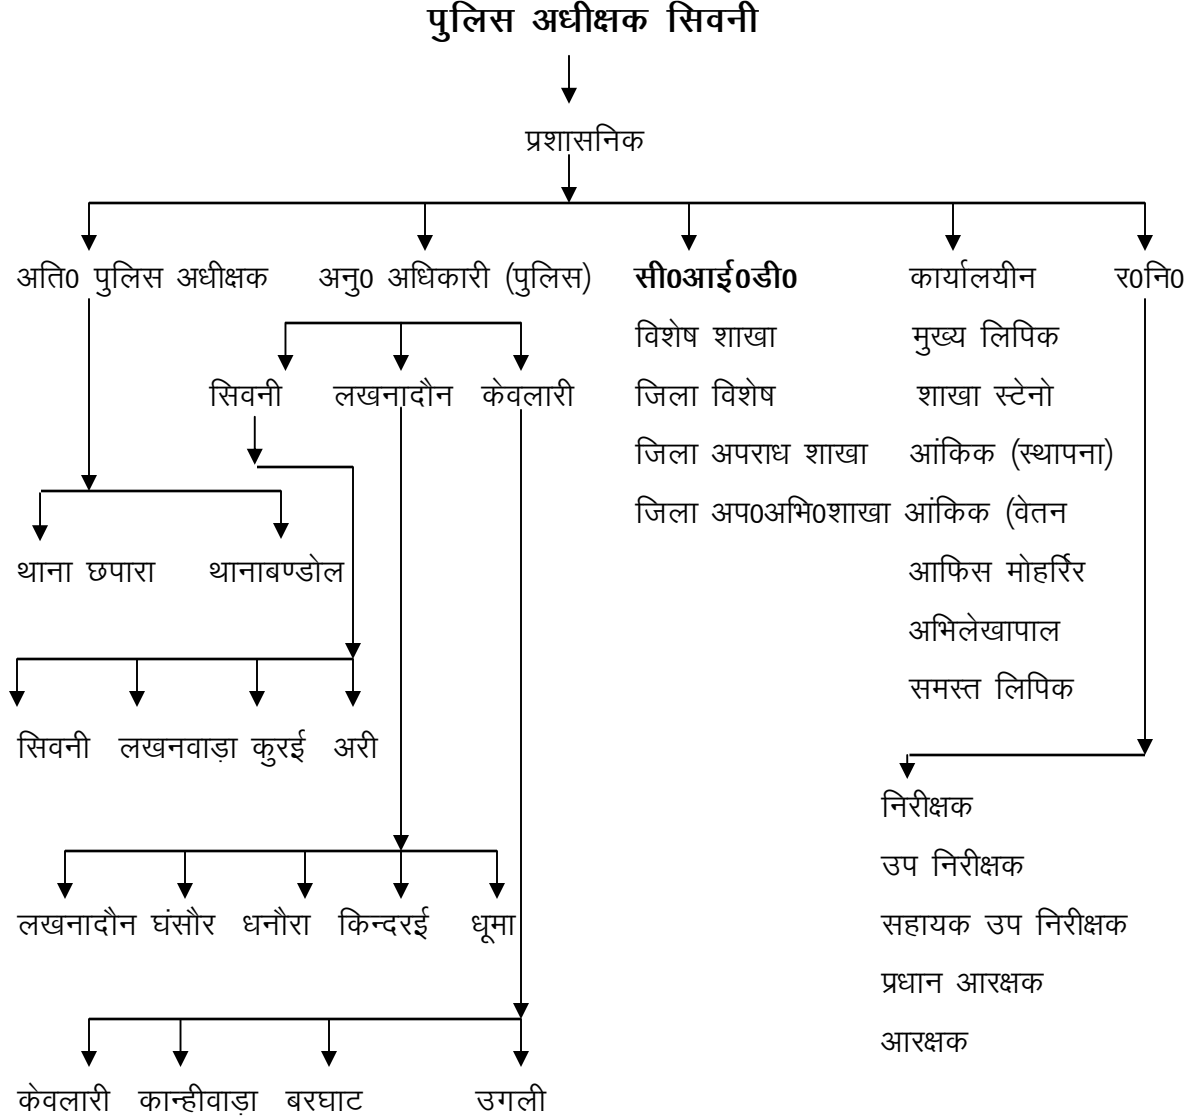 पुलिस अधीक्षक सिवनी
प्रशासनिक
अति0 पुलिस अधीक्षक अनु0 अधिकारी (पुलिस) सी0आई0डी0 कार्यालयीन र0नि0
विशेष शाखा मुख्य लिपिक
सिवनी लखनादौन केवलारी जिला विशेष शाखा स्टेनो
जिला अपराध शाखा आंकिक (स्थापना)
जिला अप0अभि0शाखा आंकिक (वेतन
थाना छपारा थानाबण्डोल आफिस मोहर्रिर
अभिलेखापाल
समस्त लिपिक
सिवनी लखनवाड़ा कुरई अरी
निरीक्षक
उप निरीक्षक
लखनादौन घंसौर धनौरा किन्दरई धूमा सहायक उप निरीक्षक
प्रधान आरक्षक
आरक्षक
केवलारी कान्हीवाड़ा बरघाट उगली